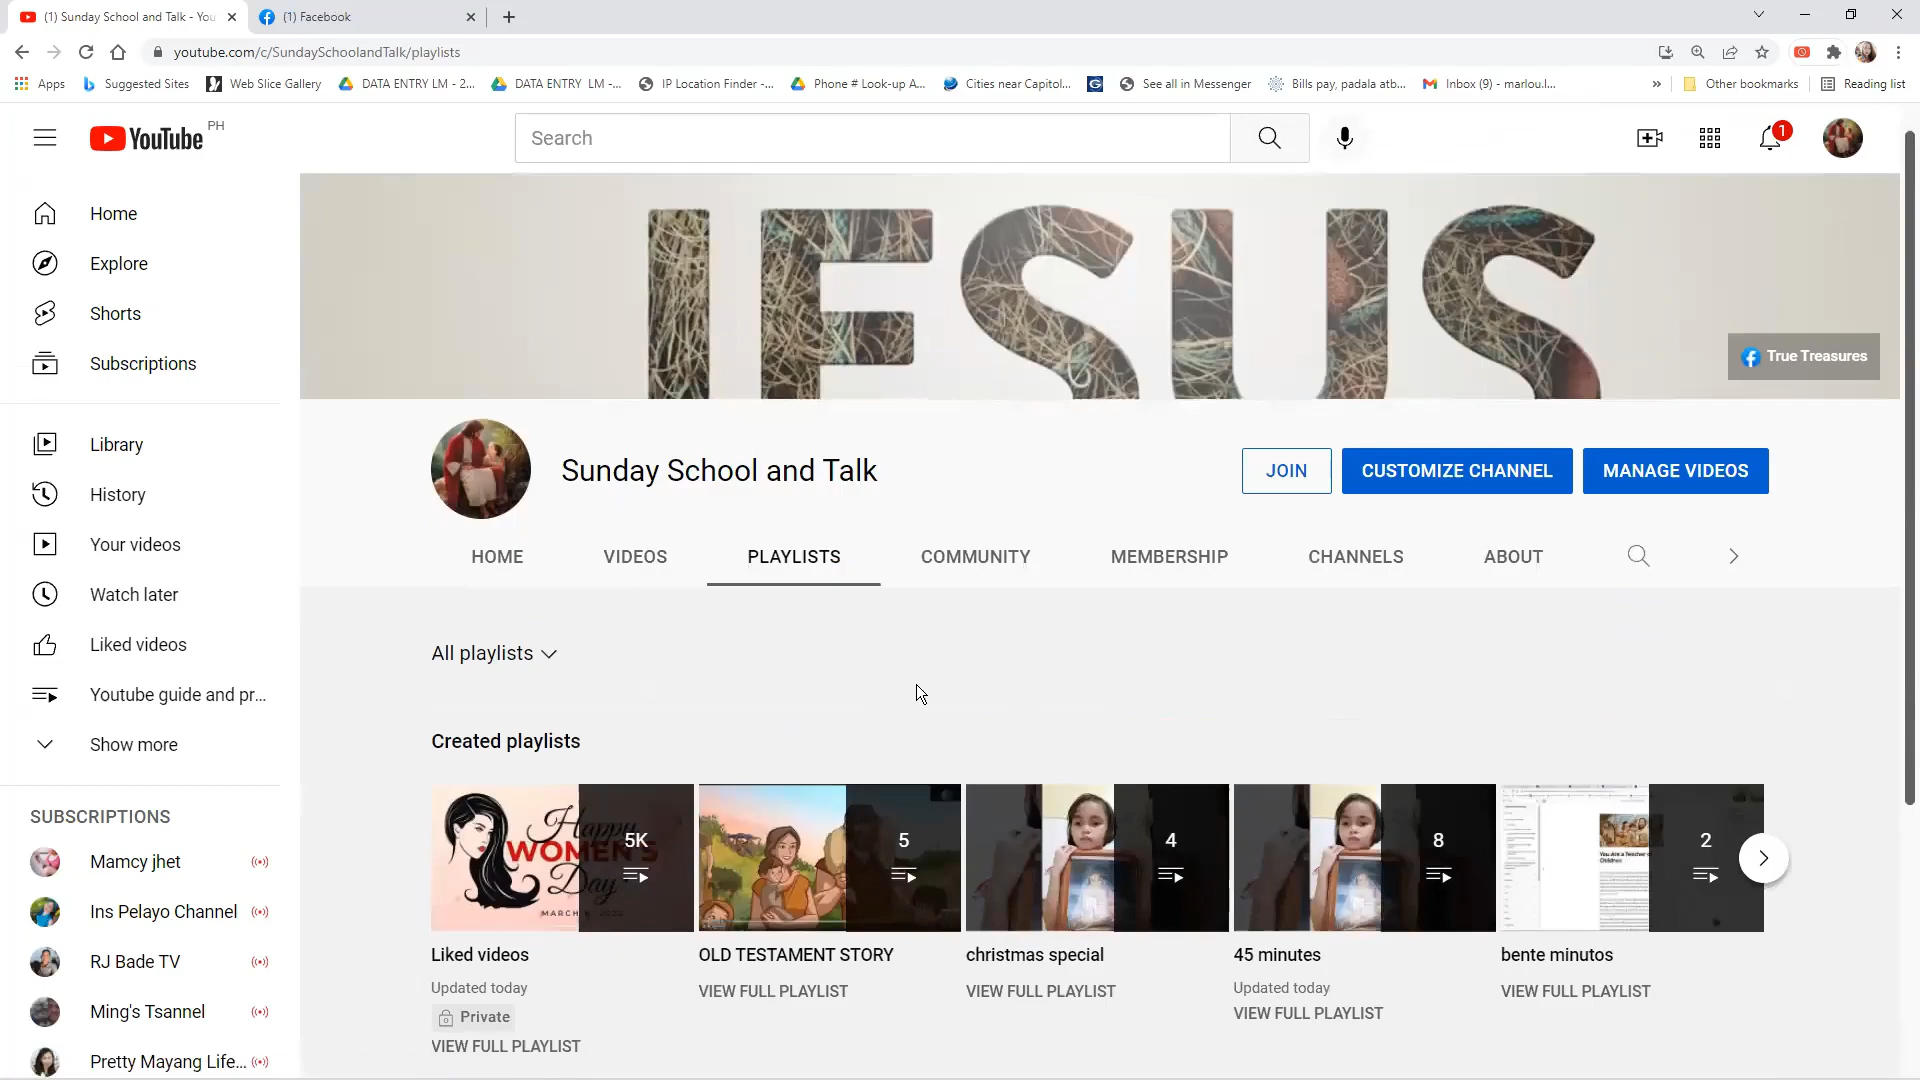 (1) Sunday School and Talk - You
(1) Facebook
youtube.com/c/SundaySchoolandTalk/playlists
Apps
Suggested Sites
Web Slice Gallery
DATA ENTRY LM - 2...
DATA ENTRY LM -...
IP Location Finder -...
Phone # Look-up A...
Cities near Capitol...
See all in Messenger
Bills pay, padala atb...
Inbox (9) - marlou.l...
»
Other bookmarks
Reading list
YouTube PH
Search
1
Home
Explore
Shorts
Subscriptions
Library
History
Your videos
Watch later
Liked videos
Youtube guide and pr...
Show more
SUBSCRIPTIONS
Mamcy jhet
Ins Pelayo Channel
RJ Bade TV
Ming's Tsannel
Pretty Mayang Life...
JESUS
True Treasures
Sunday School and Talk
JOIN
CUSTOMIZE CHANNEL
MANAGE VIDEOS
HOME
VIDEOS
PLAYLISTS
COMMUNITY
MEMBERSHIP
CHANNELS
ABOUT
All playlists
Created playlists
Happy
WOMEN'S
Day
5K
Liked videos
Updated today
Private
VIEW FULL PLAYLIST
5
OLD TESTAMENT STORY
VIEW FULL PLAYLIST
4
christmas special
VIEW FULL PLAYLIST
8
45 minutes
Updated today
VIEW FULL PLAYLIST
You Are a Teacher of
Children
2
bente minutos
VIEW FULL PLAYLIST